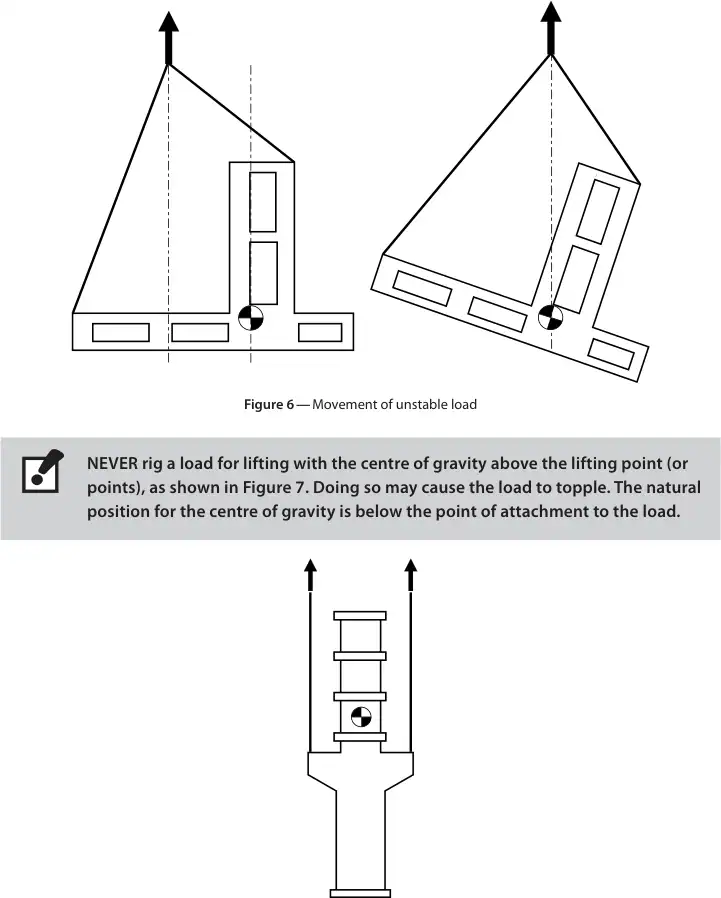 Figure 6 — Movement of unstable load
NEVER rig a load for lifting with the centre of gravity above the lifting point (or
points), as shown in Figure 7. Doing so may cause the load to topple. The natural
position for the centre of gravity is below the point of attachment to the load.